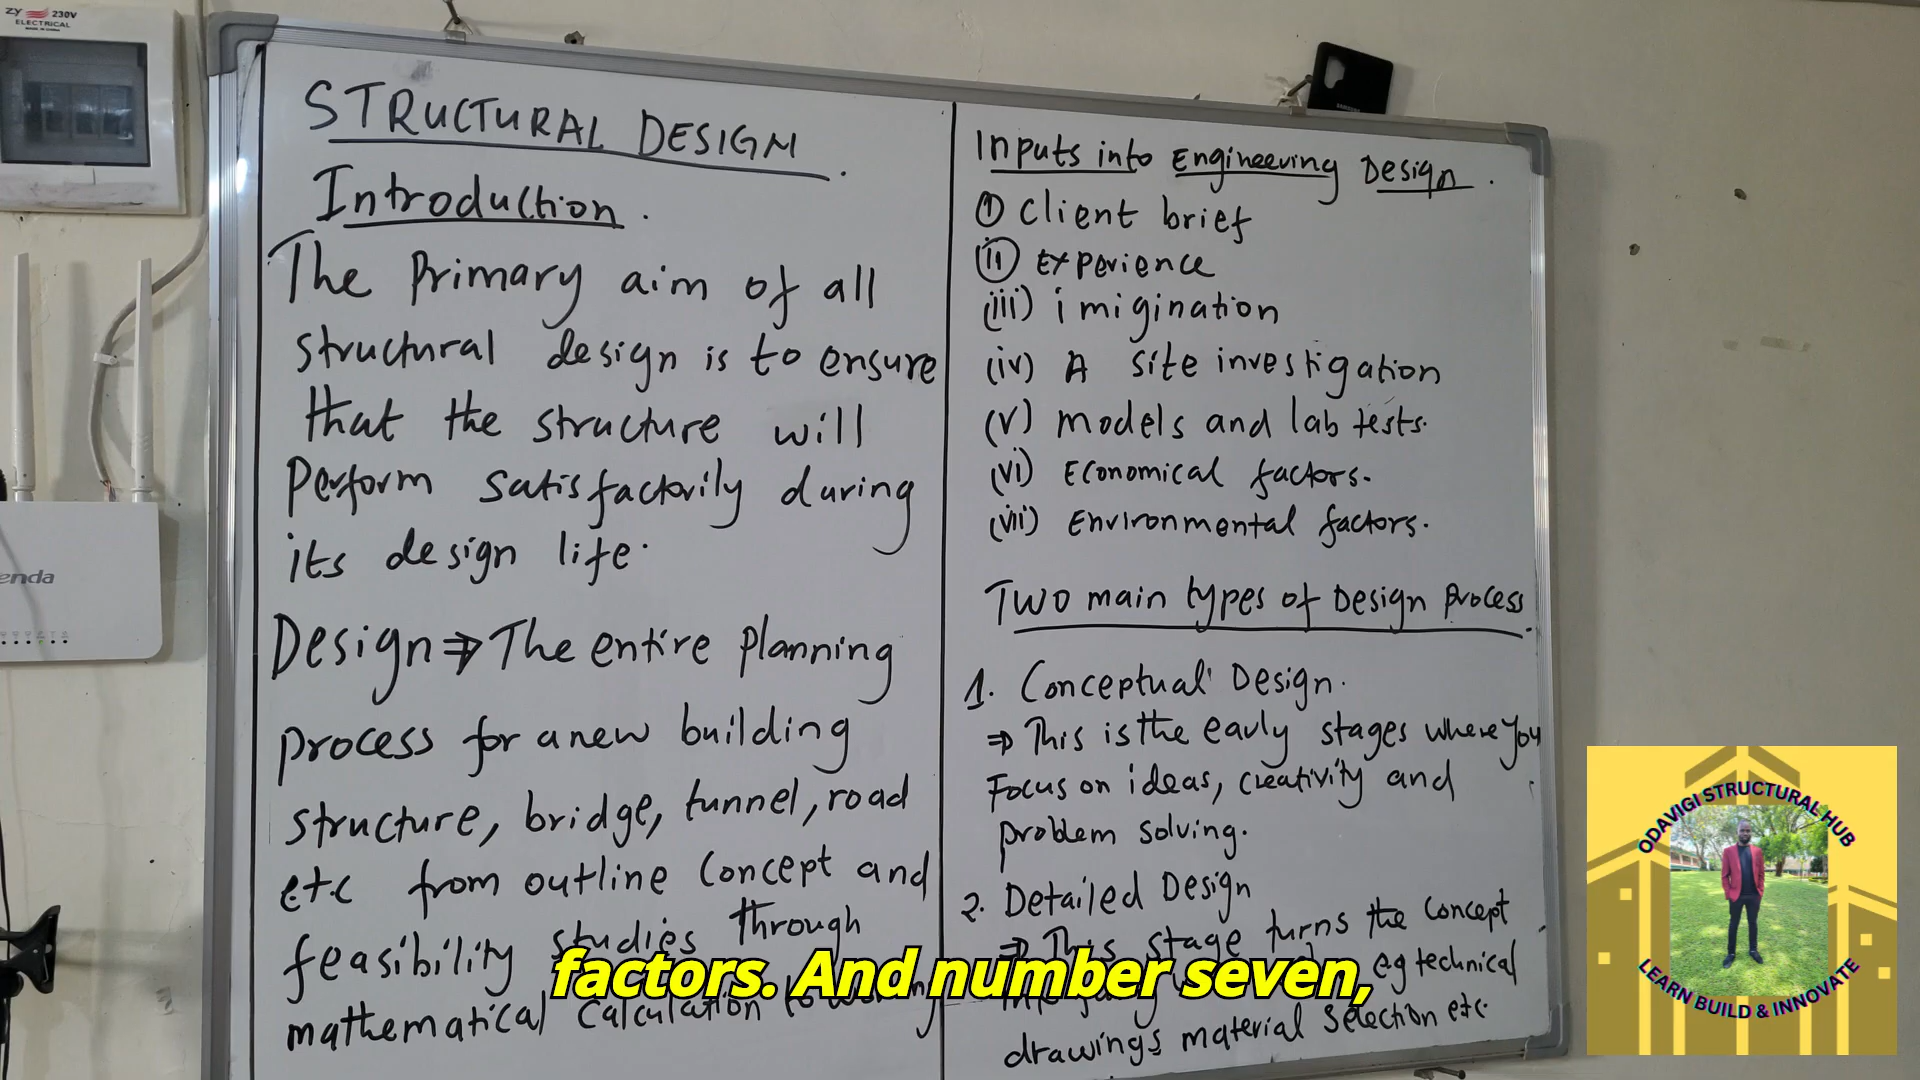 ZY 230V
ELECTRICAL
STRUCTURAL DESIGN.
Introduction.
The Primary aim of all
structural design is to ensure
that the structure will
Perform satisfactorily during
its design life.
Design ⇒ The entire planning
process for a new building
structure, bridge, tunnel, road
etc from outline concept and
feasibility studies through
mathematical calculation to
Inputs into Engineering Design.
(i) client brief
(ii) experience
(iii) imigination
(iv) A site investigation
(v) models and lab tests.
(vi) Economical factors.
(vii) Environmental factors.
Two main types of Design Process.
1. Conceptual Design.
⇒ This is the early stages where you
Focus on ideas, creativity and
problem solving.
2. Detailed Design
⇒ This stage turns the concept
eg technical
drawings material selection etc
SAMSUNG
enda
factors. And number seven,
ODAVIGI STRUCTURAL HUB
LEARN BUILD & INNOVATE